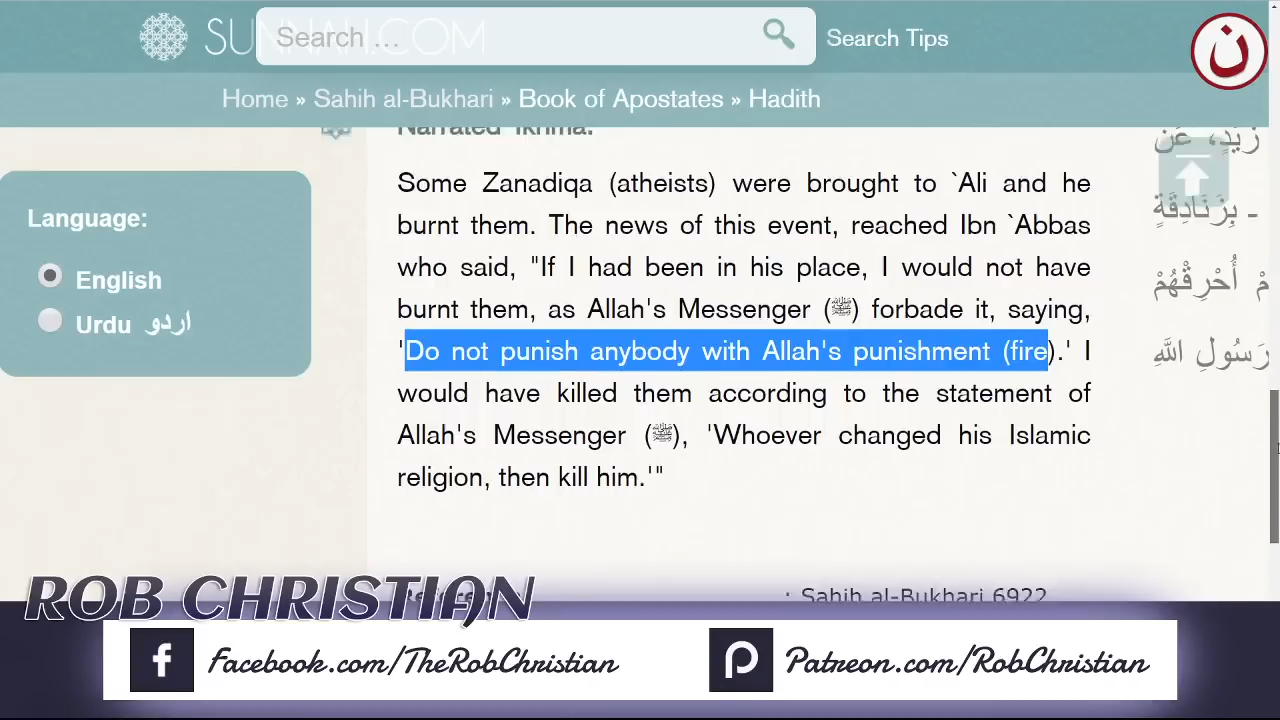 SUNNAH.COM
Search ...
Search Tips
ن
Home » Sahih al-Bukhari » Book of Apostates » Hadith
Narrated `Ikrima:
Some Zanadiqa (atheists) were brought to `Ali and he
burnt them. The news of this event, reached Ibn `Abbas
who said, "If I had been in his place, I would not have
burnt them, as Allah's Messenger (ﷺ) forbade it, saying,
'Do not punish anybody with Allah's punishment (fire).' I
would have killed them according to the statement of
Allah's Messenger (ﷺ), 'Whoever changed his Islamic
religion, then kill him.'"
زَيْدٍ، عَنْ
ـ بِزَنَادِقَةٍ
أُحْرِقْهُمْ
رَسُولِ اللَّهِ
Language:
English
Urdu اردو
: Sahih al-Bukhari 6922
ROB CHRISTIAN
Facebook.com/TheRobChristian
Patreon.com/RobChristian